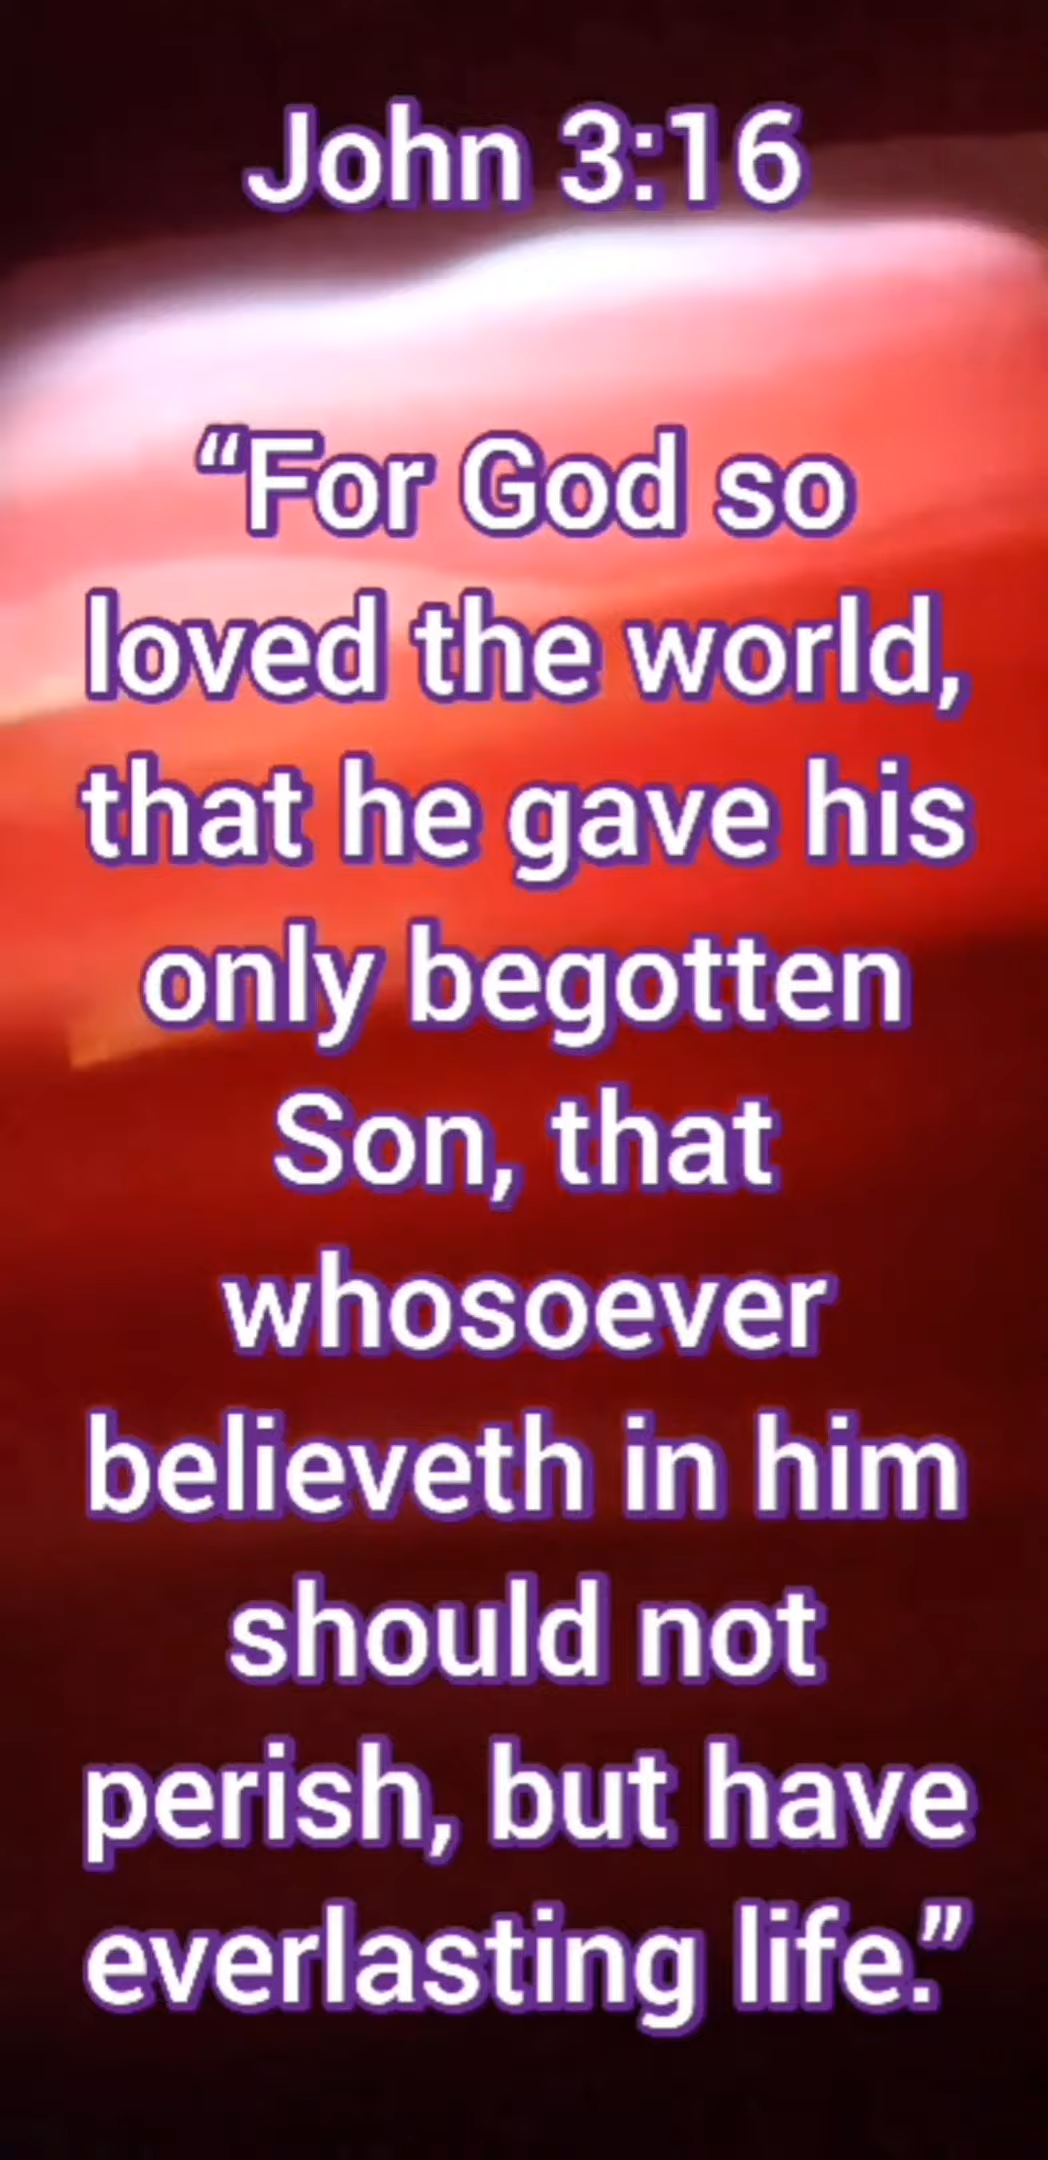 John 3:16
“For God so
loved the world,
that he gave his
only begotten
Son, that
whosoever
believeth in him
should not
perish, but have
everlasting life.”